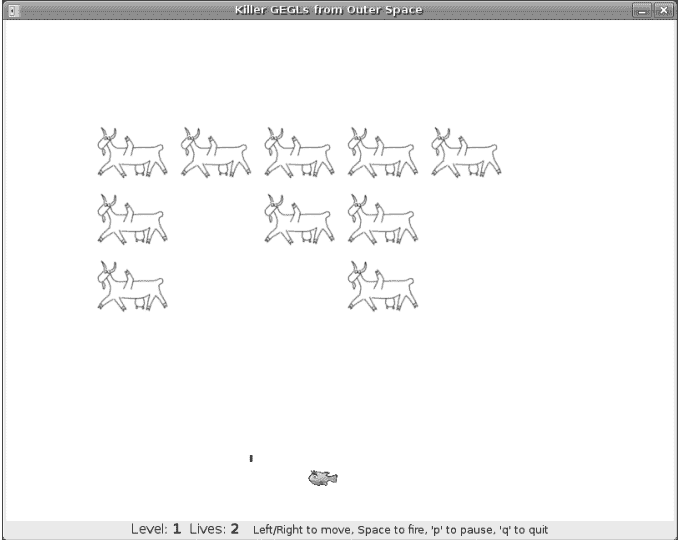 Killer GEGLs from Outer Space
Level: 1 Lives: 2 Left/Right to move, Space to fire, 'p' to pause, 'q' to quit